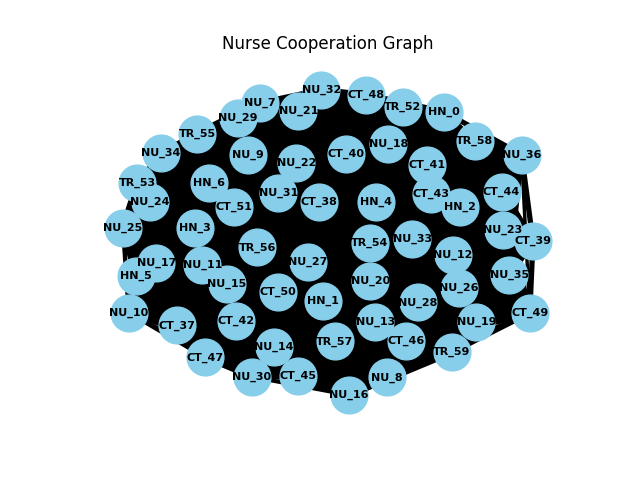 Nurse Cooperation Graph
NU_32
CT_48
NU_7
TR_52
NU_21
HN_0
NU_29
TR_55
TR_58
NU_18
NU_34
NU_9
CT_40
NU_36
NU_22
CT_41
TR_53
HN_6
NU_31
CT_43
CT_44
NU_24
CT_38
HN_4
CT_51
HN_2
NU_25
HN_3
NU_23
NU_33
CT_39
TR_54
TR_56
NU_12
NU_17
NU_11
NU_27
HN_5
NU_35
NU_20
NU_15
NU_26
CT_50
HN_1
NU_28
NU_10
CT_49
CT_37
CT_42
NU_13
NU_19
TR_57
CT_46
NU_14
TR_59
CT_47
NU_30
CT_45
NU_8
NU_16